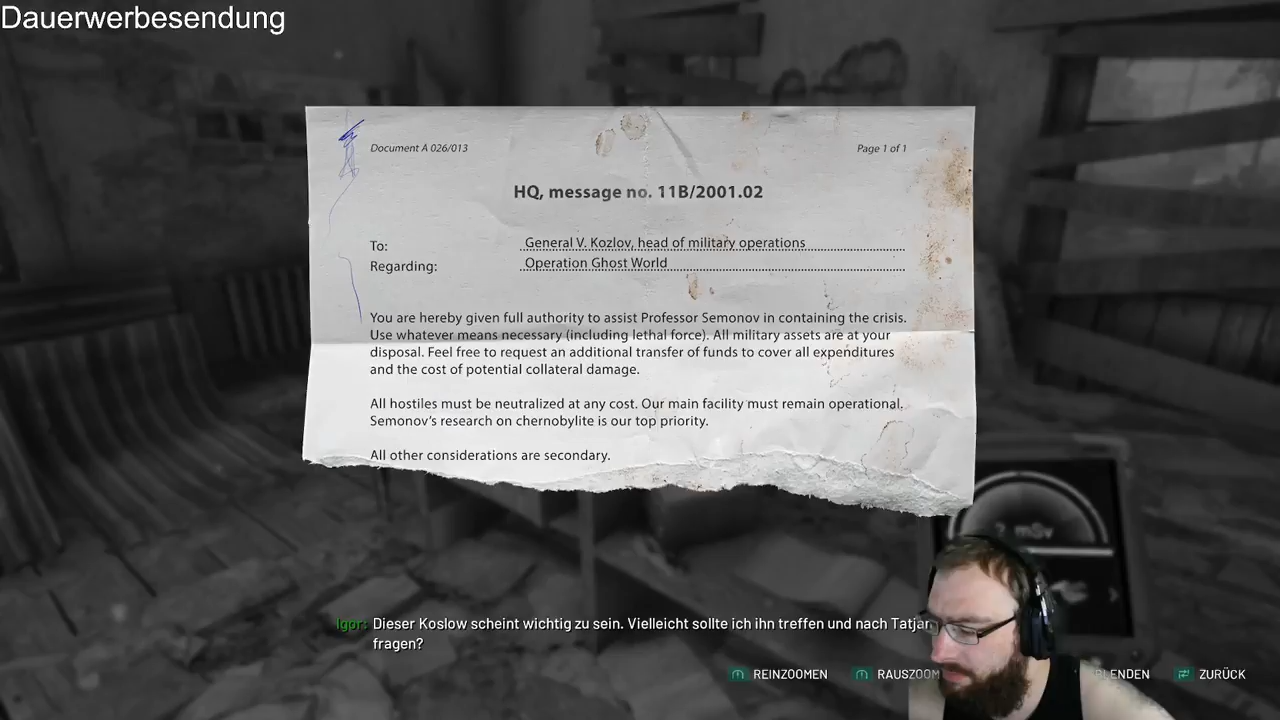 Dauerwerbesendung
Document A 026/013
Page 1 of 1
HQ, message no. 11B/2001.02
To:
General V. Kozlov, head of military operations
Regarding:
Operation Ghost World
You are hereby given full authority to assist Professor Semonov in containing the crisis.
Use whatever means necessary (including lethal force). All military assets are at your
disposal. Feel free to request an additional transfer of funds to cover all expenditures
and the cost of potential collateral damage.
All hostiles must be neutralized at any cost. Our main facility must remain operational.
Semonov's research on chernobylite is our top priority.
All other considerations are secondary.
? mSv
Igor: Dieser Koslow scheint wichtig zu sein. Vielleicht sollte ich ihn treffen und nach
fragen?
REINZOOMEN
ZURÜCK